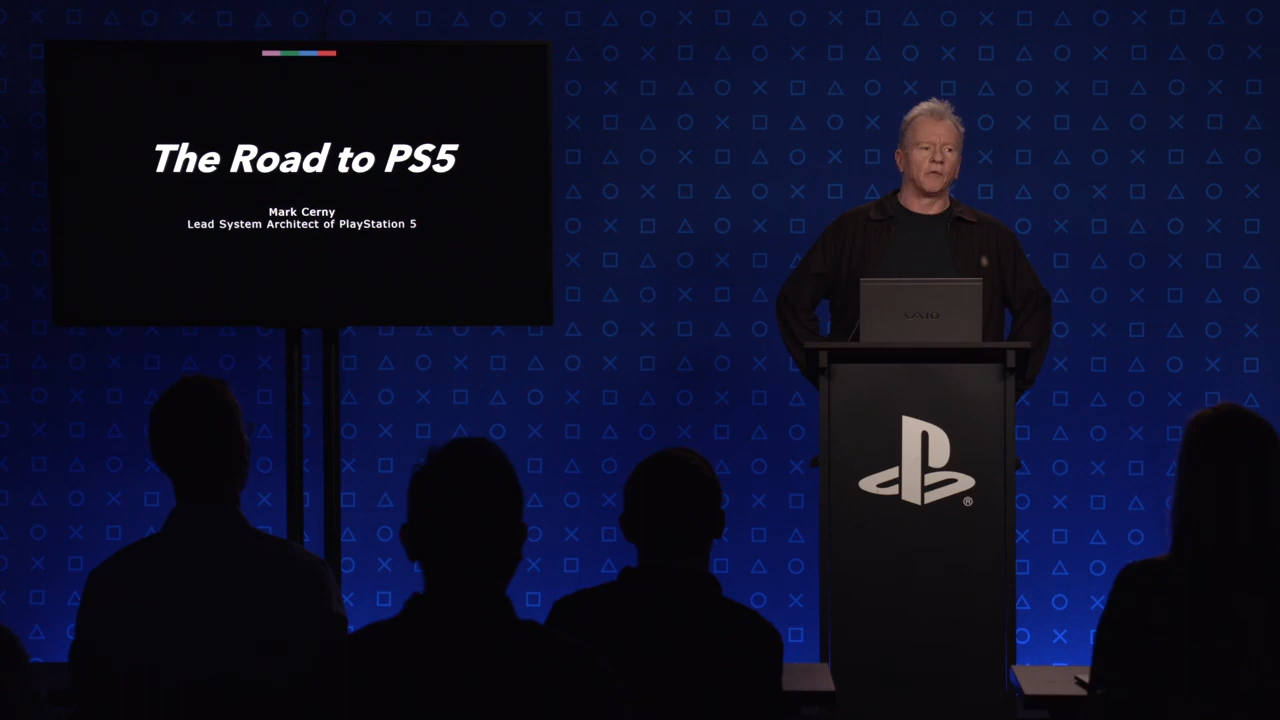 The Road to PS5
Mark Cerny
Lead System Architect of PlayStation 5
VAIO
®